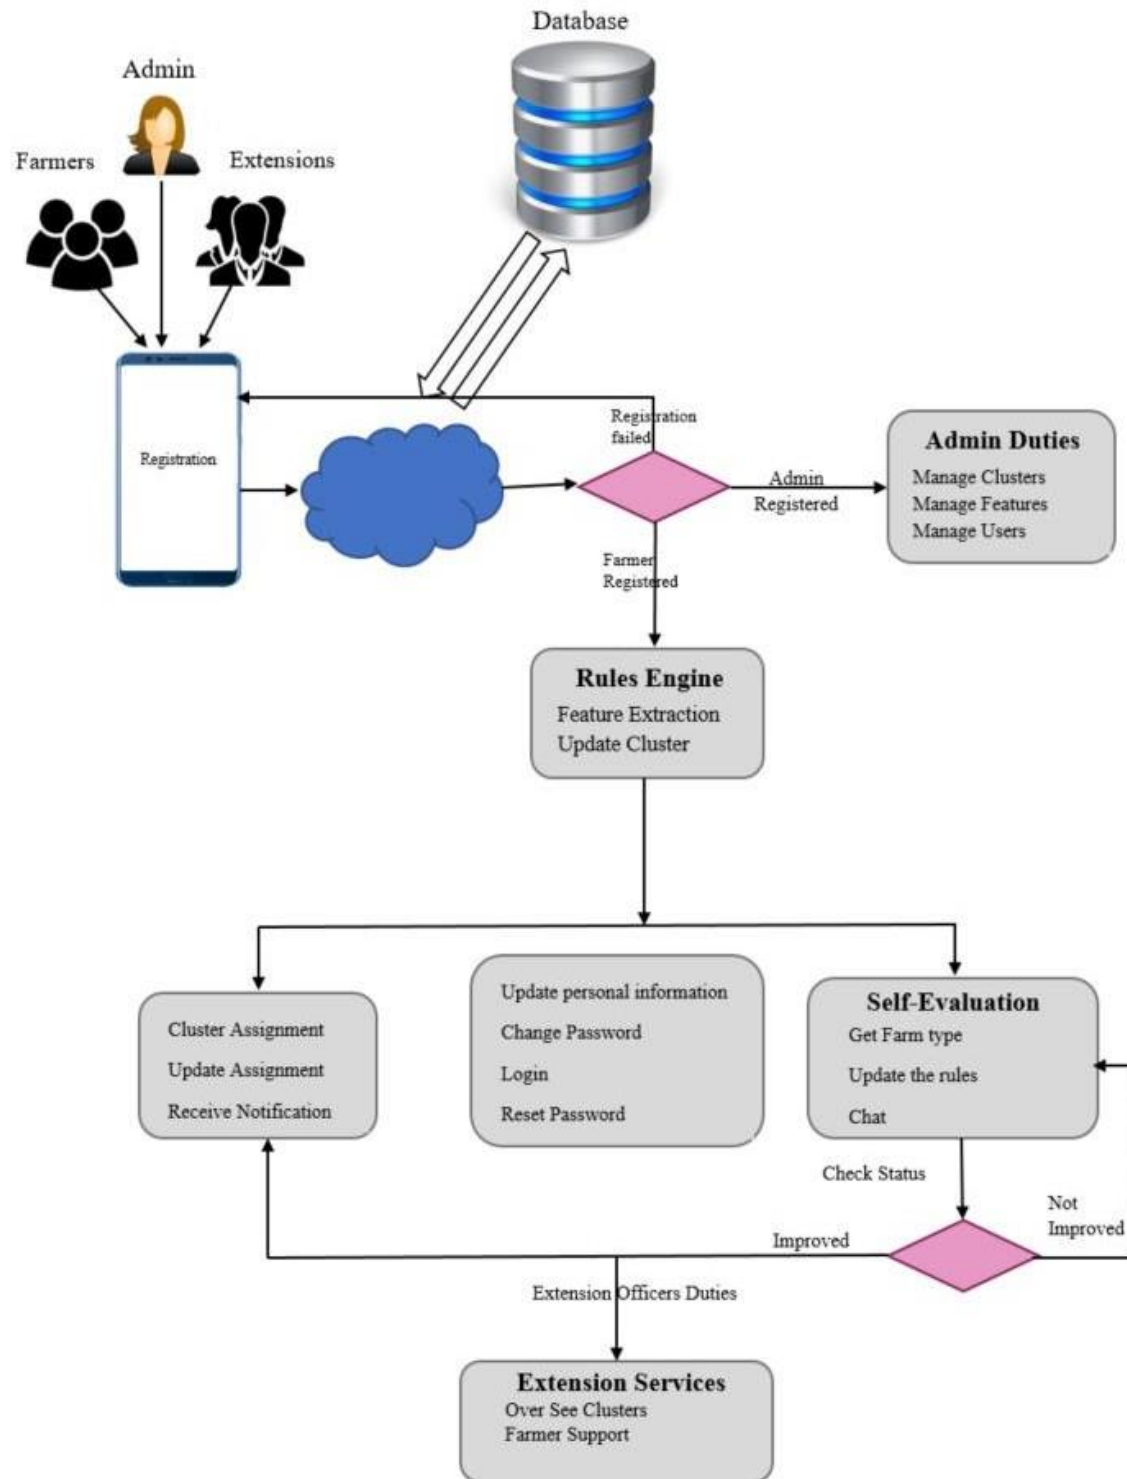 Database
Admin
Farmers
Extensions
Registration
Registration
failed
Admin
Registered
Admin Duties
Manage Clusters
Manage Features
Manage Users
Farmer
Registered
Rules Engine
Feature Extraction
Update Cluster
Cluster Assignment
Update Assignment
Receive Notification
Update personal information
Change Password
Login
Reset Password
Self-Evaluation
Get Farm type
Update the rules
Chat
Check Status
Not
Improved
Improved
Extension Officers Duties
Extension Services
Over See Clusters
Farmer Support